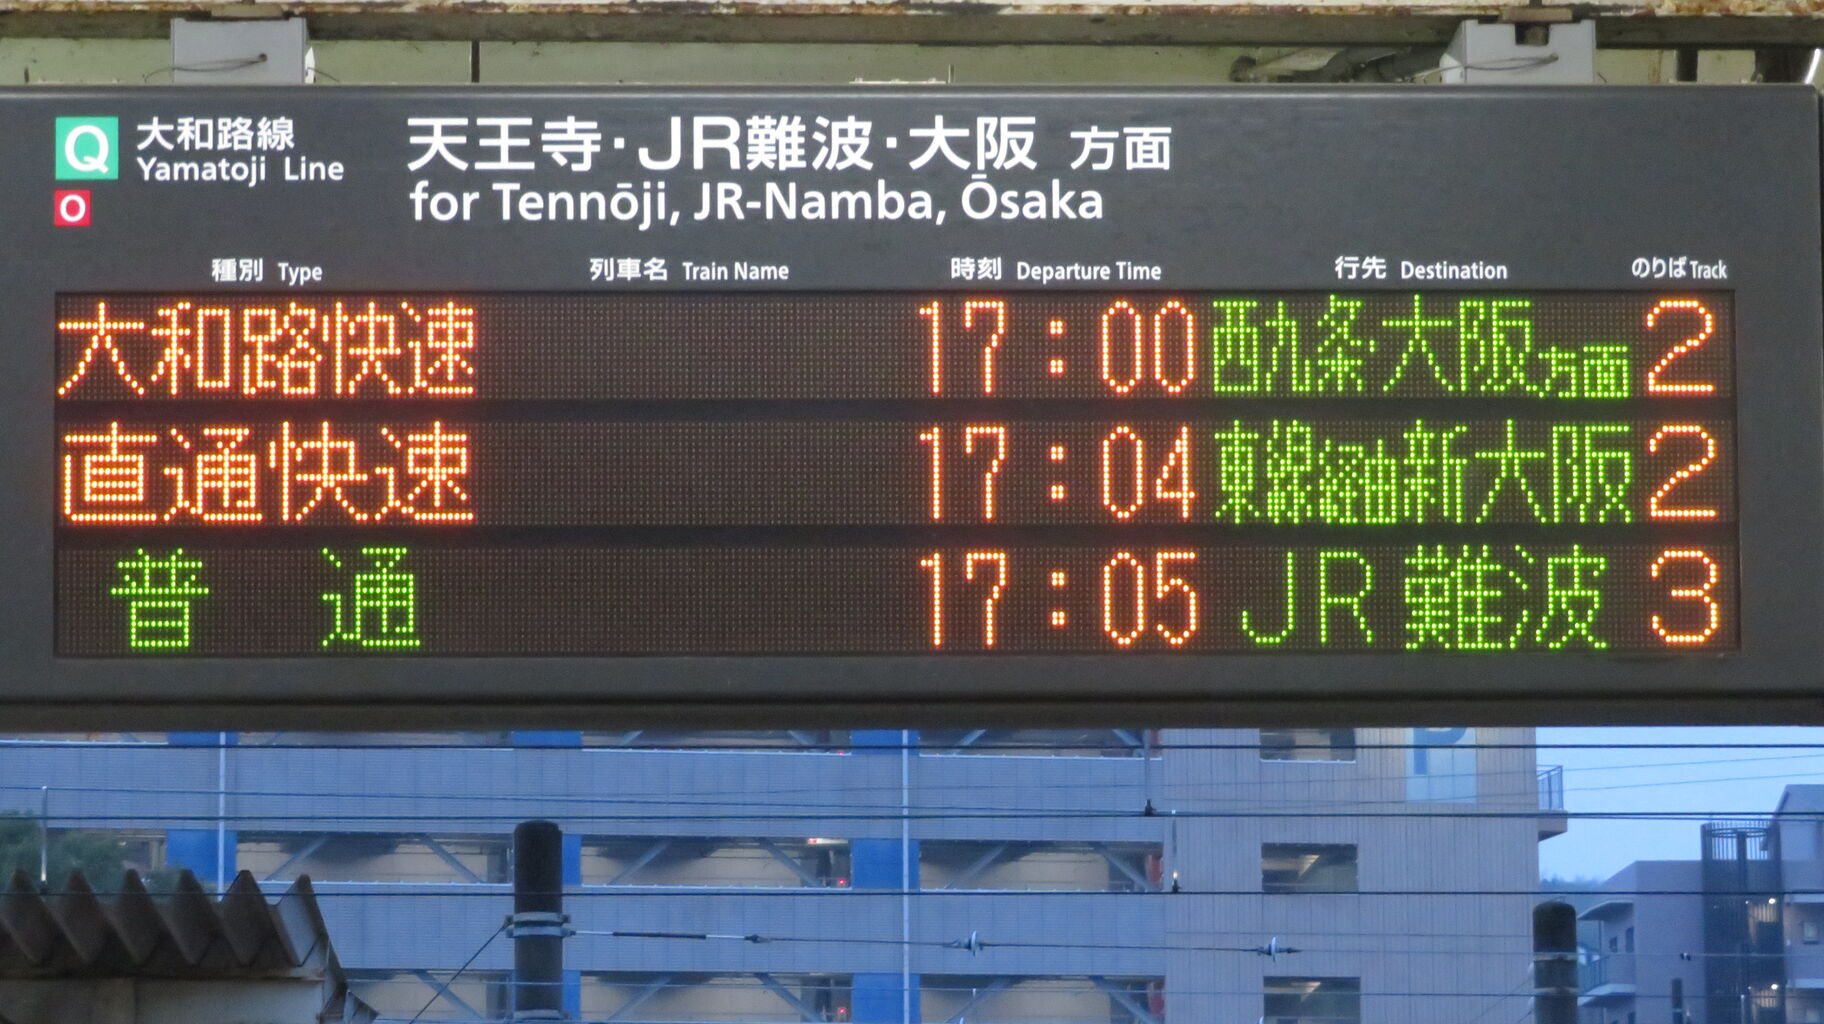 Q 大和路線 天王寺・JR難波・大阪 方面
Yamatoji Line for Tennōji, JR-Namba, Ōsaka
O
種別 Type 列車名 Train Name 時刻 Departure Time 行先 Destination のりば Track
大和路快速 17:00 西九条・大阪方面 2
直通快速 17:04 東線経由新大阪 2
普通 17:05 JR難波 3